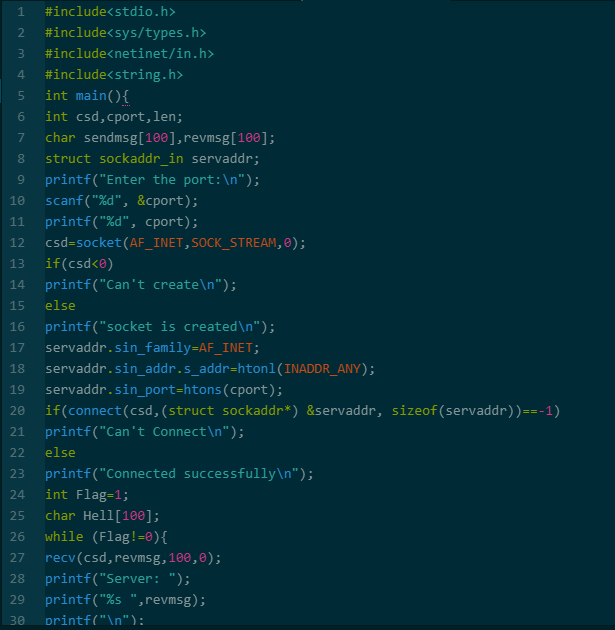 1 #include<stdio.h>
2 #include<sys/types.h>
3 #include<netinet/in.h>
4 #include<string.h>
5 int main(){
6 int csd,cport,len;
7 char sendmsg[100],revmsg[100];
8 struct sockaddr_in servaddr;
9 printf("Enter the port:\n");
10 scanf("%d", &cport);
11 printf("%d", cport);
12 csd=socket(AF_INET,SOCK_STREAM,0);
13 if(csd<0)
14 printf("Can't create\n");
15 else
16 printf("socket is created\n");
17 servaddr.sin_family=AF_INET;
18 servaddr.sin_addr.s_addr=htonl(INADDR_ANY);
19 servaddr.sin_port=htons(cport);
20 if(connect(csd,(struct sockaddr*) &servaddr, sizeof(servaddr))==-1)
21 printf("Can't Connect\n");
22 else
23 printf("Connected successfully\n");
24 int Flag=1;
25 char Hell[100];
26 while (Flag!=0){
27 recv(csd,revmsg,100,0);
28 printf("Server: ");
29 printf("%s ",revmsg);
30 printf("\n");